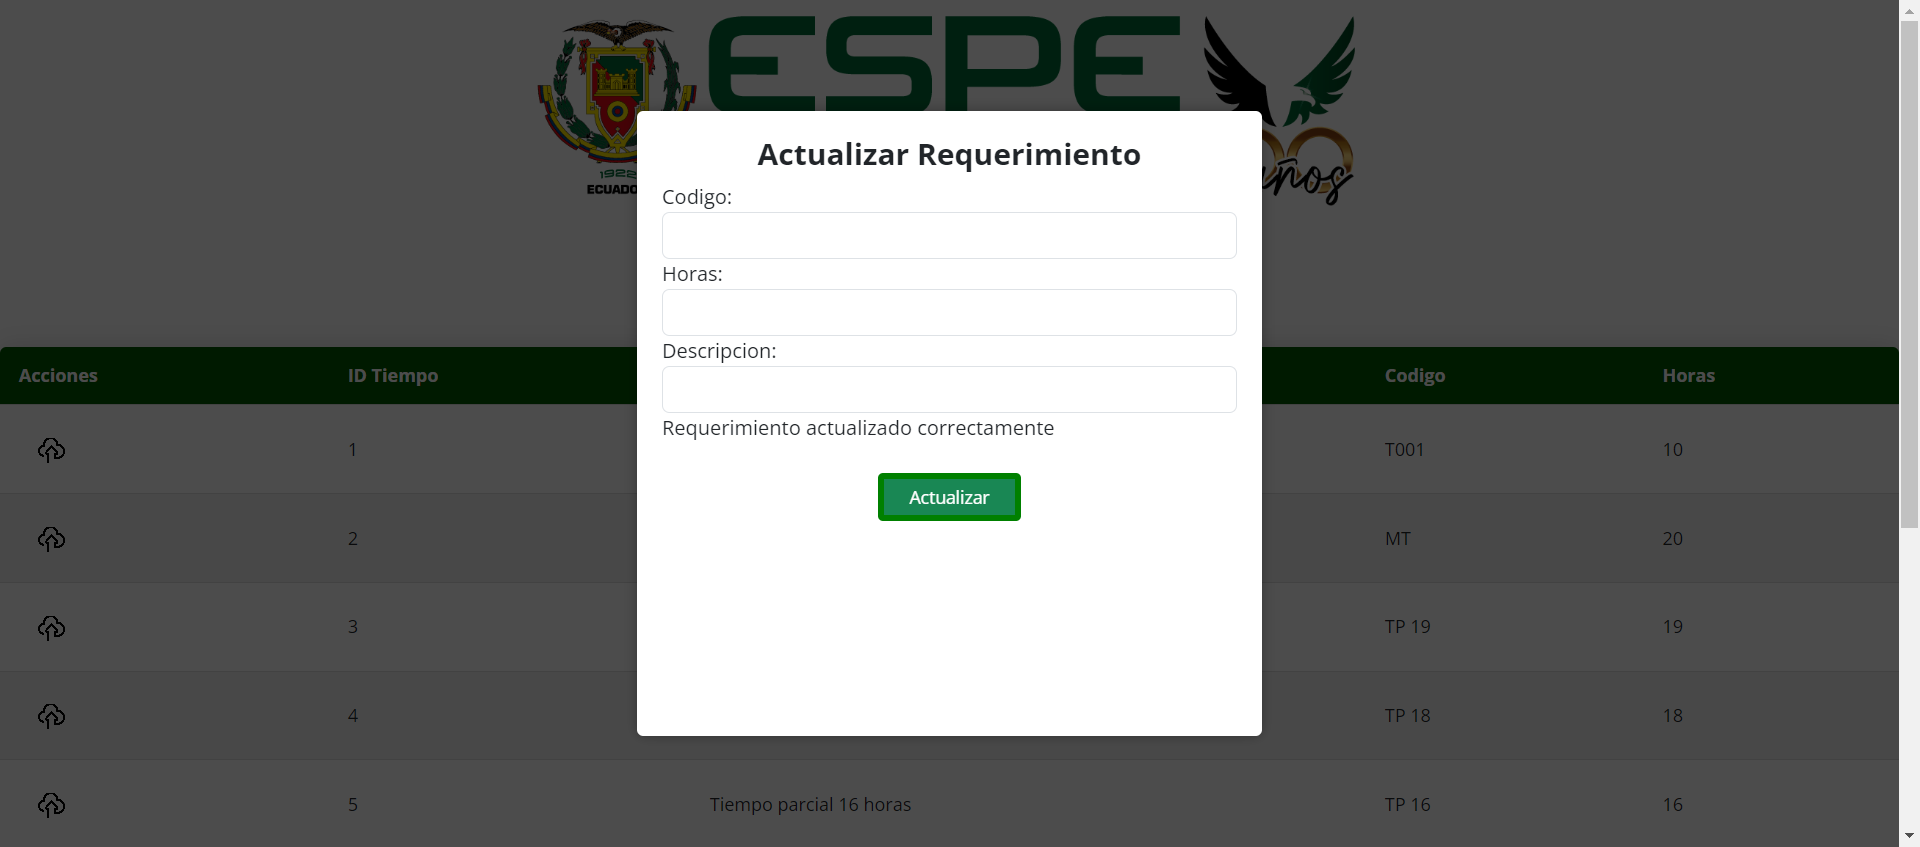 ESPE
1922
ECUADO
años
Actualizar Requerimiento
Codigo:
Horas:
Descripcion:
Requerimiento actualizado correctamente
Actualizar
Acciones ID Tiempo Codigo Horas
1 T001 10
2 MT 20
3 TP 19 19
4 TP 18 18
5 Tiempo parcial 16 horas TP 16 16